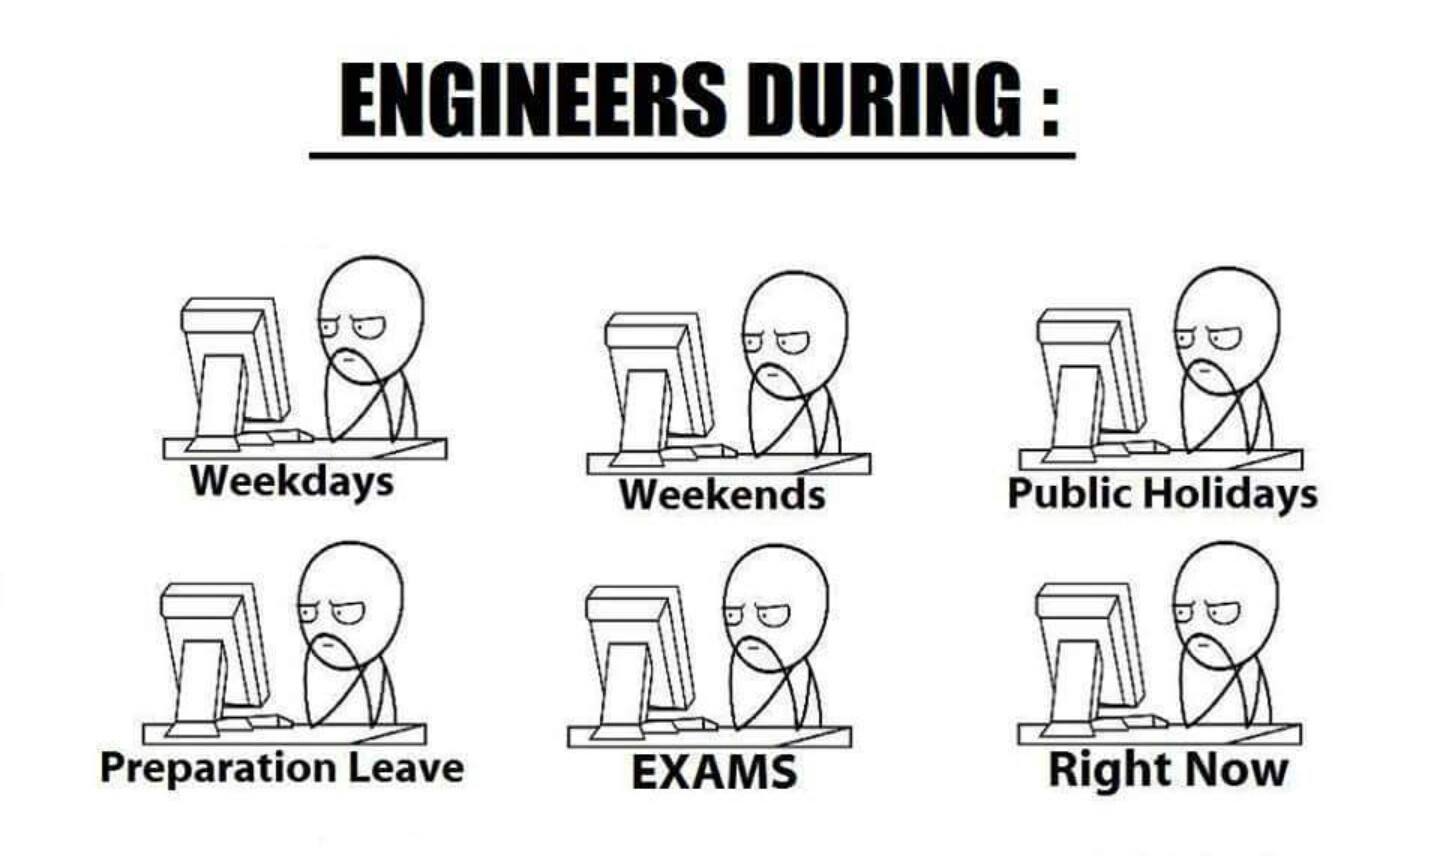 ENGINEERS DURING :
Weekdays
Weekends
Public Holidays
Preparation Leave
EXAMS
Right Now